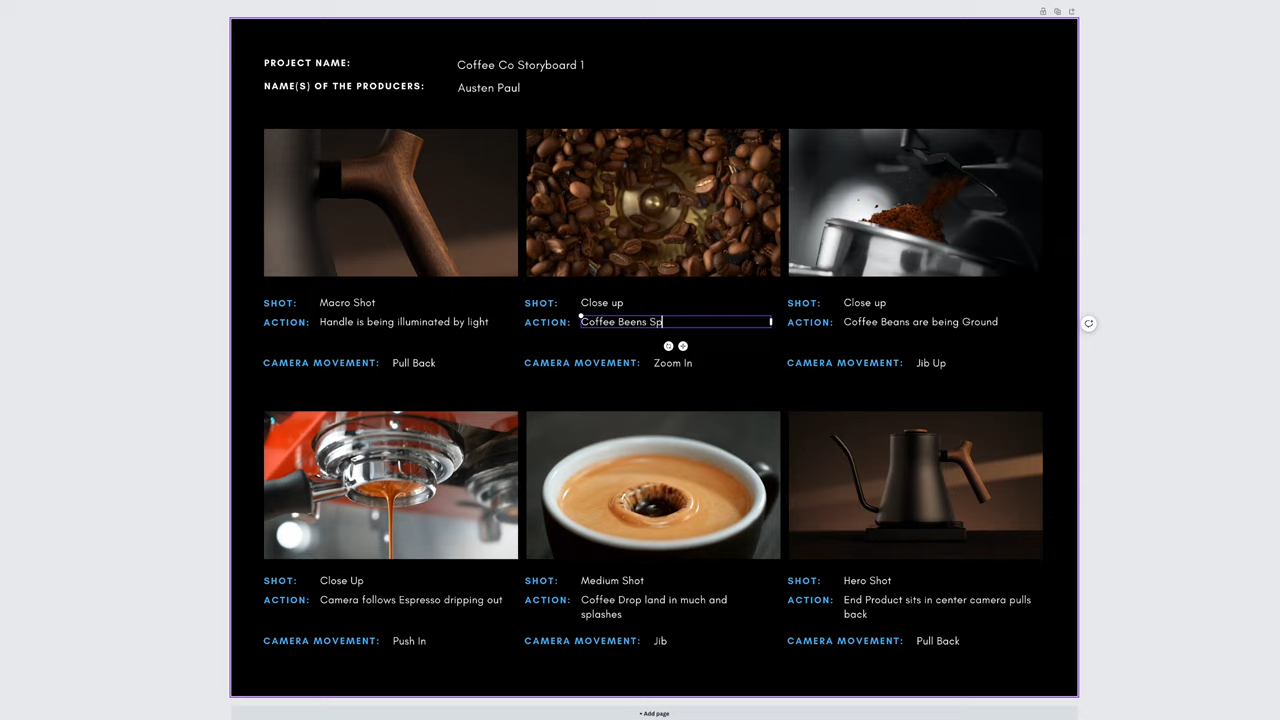 PROJECT NAME: Coffee Co Storyboard 1
NAME(S) OF THE PRODUCERS: Austen Paul
SHOT: Macro Shot
ACTION: Handle is being illuminated by light
CAMERA MOVEMENT: Pull Back
SHOT: Close up
ACTION: Coffee Beens Sp
CAMERA MOVEMENT: Zoom In
SHOT: Close up
ACTION: Coffee Beans are being Ground
CAMERA MOVEMENT: Jib Up
SHOT: Close Up
ACTION: Camera follows Espresso dripping out
CAMERA MOVEMENT: Push In
SHOT: Medium Shot
ACTION: Coffee Drop land in much and
splashes
CAMERA MOVEMENT: Jib
SHOT: Hero Shot
ACTION: End Product sits in center camera pulls
back
CAMERA MOVEMENT: Pull Back
+ Add page